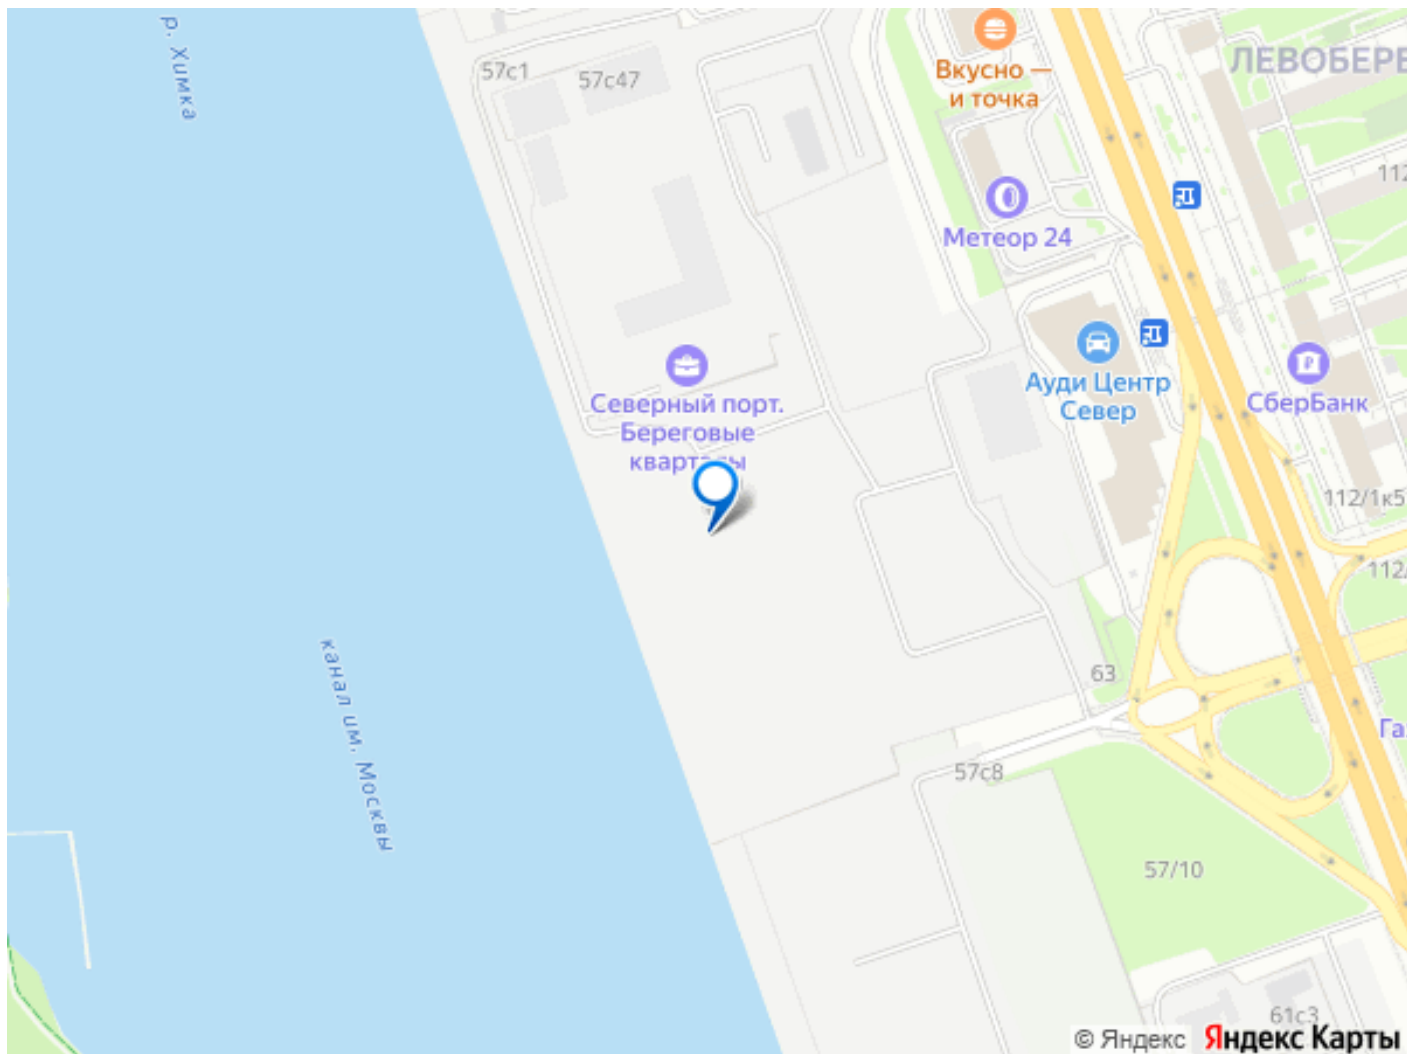 р. Химка
57с1
57с47
Вкусно —
и точка
ЛЕВОБЕРЕ
112
Метеор 24
Северный порт.
Береговые
кварталы
Ауди Центр
Север
СберБанк
112/1к5
112/
канал им. Москвы
63
Га
57с8
57/10
61с3
© Яндекс Яндекс Карты